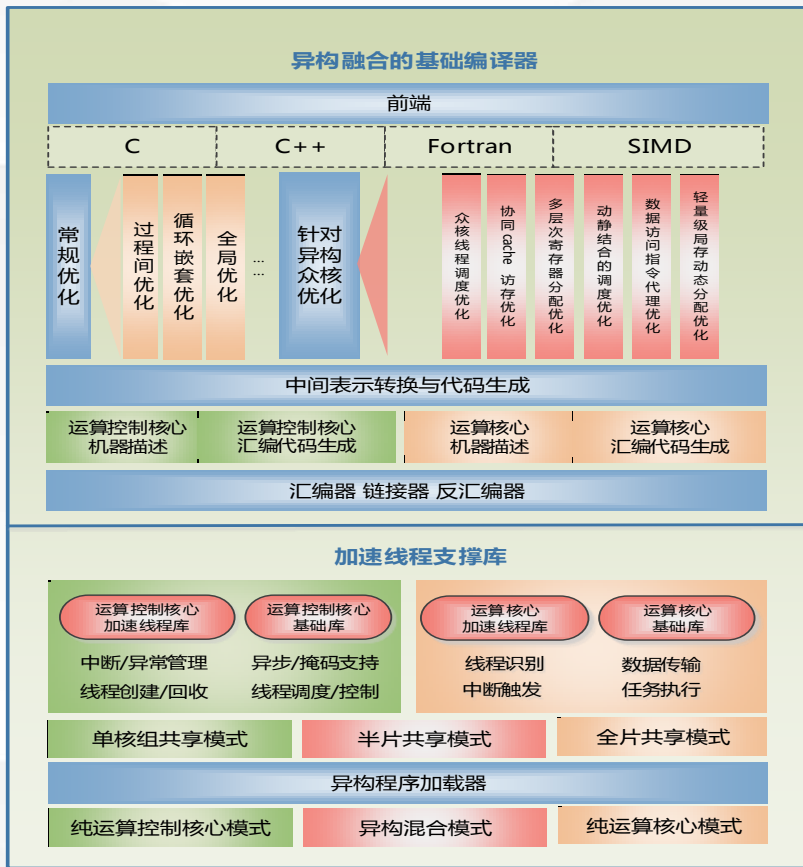 异构融合的基础编译器
前端
C
C++
Fortran
SIMD
常规优化
过程间优化
循环嵌套优化
全局优化
...
...
针对异构众核优化
众核线程调度优化
协同cache 访存优化
多层次寄存器分配优化
动静结合的调度优化
数据访问指令代理优化
轻量级局存动态分配优化
中间表示转换与代码生成
运算控制核心
机器描述
运算控制核心
汇编代码生成
运算核心
机器描述
运算核心
汇编代码生成
汇编器 链接器 反汇编器
加速线程支撑库
运算控制核心
加速线程库
运算控制核心
基础库
中断/异常管理
异步/掩码支持
线程创建/回收
线程调度/控制
运算核心
加速线程库
运算核心
基础库
线程识别
数据传输
中断触发
任务执行
单核组共享模式
半片共享模式
全片共享模式
异构程序加载器
纯运算控制核心模式
异构混合模式
纯运算核心模式